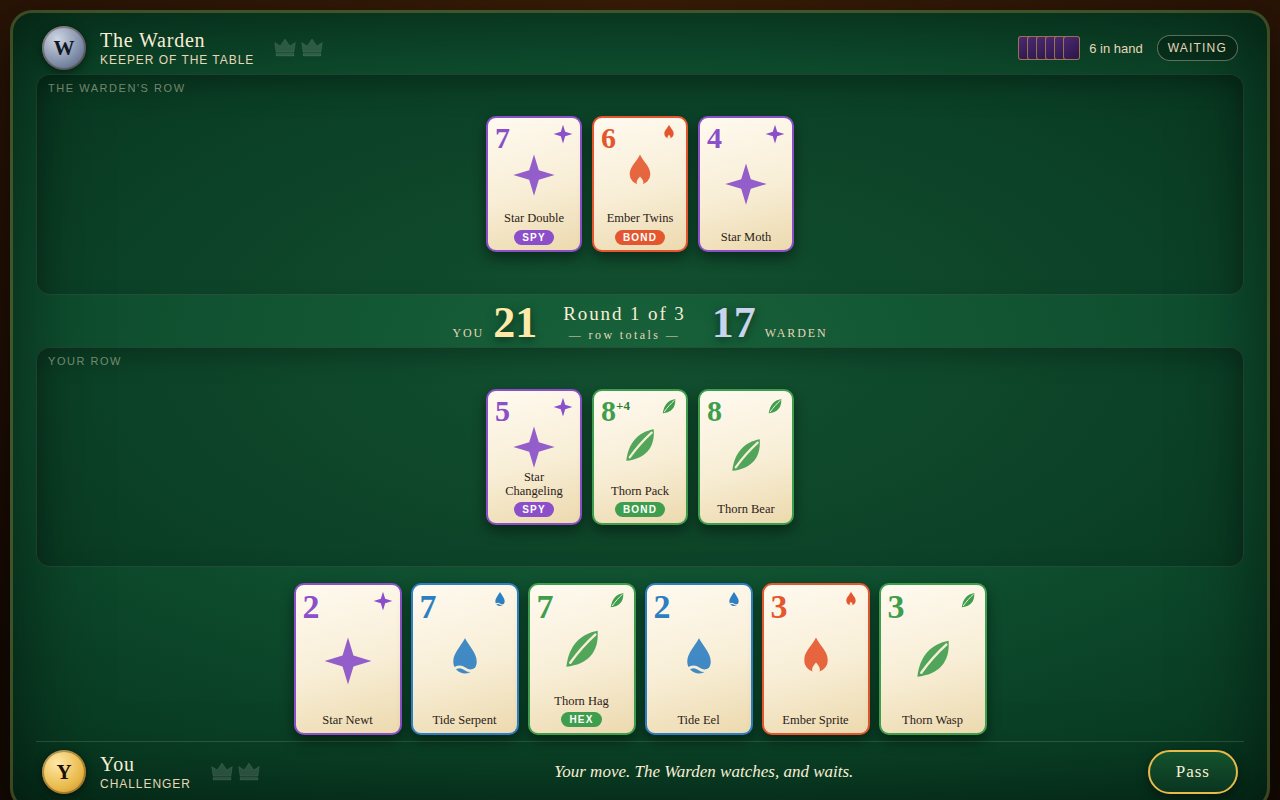 W
The Warden
KEEPER OF THE TABLE
6 in hand
WAITING
THE WARDEN'S ROW
7
Star Double
SPY
6
Ember Twins
BOND
4
Star Moth
YOU 21
Round 1 of 3
— row totals —
17 WARDEN
YOUR ROW
5
Star
Changeling
SPY
8+4
Thorn Pack
BOND
8
Thorn Bear
2
Star Newt
7
Tide Serpent
7
Thorn Hag
HEX
2
Tide Eel
3
Ember Sprite
3
Thorn Wasp
Y
You
CHALLENGER
Your move. The Warden watches, and waits.
Pass